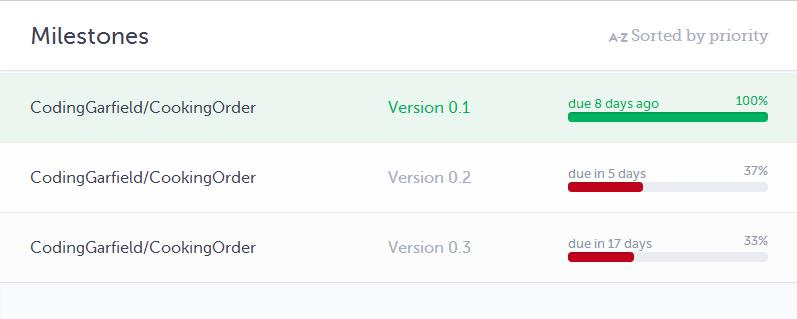 Milestones
A-Z Sorted by priority
CodingGarfield/CookingOrder Version 0.1 due 8 days ago 100%
CodingGarfield/CookingOrder Version 0.2 due in 5 days 37%
CodingGarfield/CookingOrder Version 0.3 due in 17 days 33%